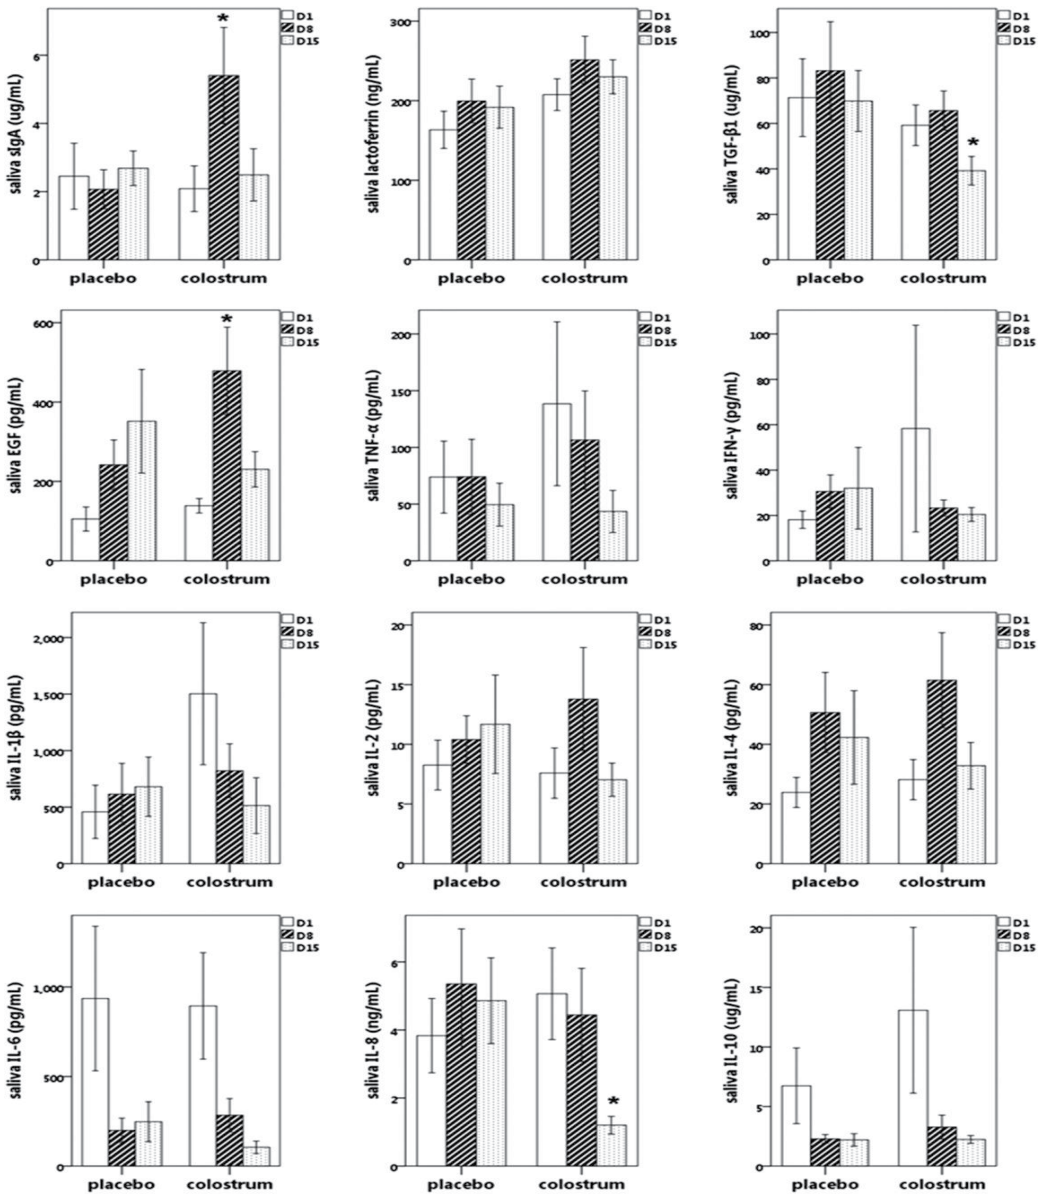 saliva sIgA (ug/mL)
6
4
2
0
*
D1
D8
D15
placebo colostrum
saliva lactoferrin (ng/mL)
300
200
100
0
D1
D8
D15
placebo colostrum
saliva TGF-β1 (ug/mL)
100
80
60
40
20
0
*
D1
D8
D15
placebo colostrum
saliva EGF (pg/mL)
600
400
200
0
*
D1
D8
D15
placebo colostrum
saliva TNF-α (pg/mL)
200
150
100
50
0
D1
D8
D15
placebo colostrum
saliva IFN-γ (pg/mL)
100
80
60
40
20
0
D1
D8
D15
placebo colostrum
saliva IL-1β (pg/mL)
2,000
1,500
1,000
500
0
D1
D8
D15
placebo colostrum
saliva IL-2 (pg/mL)
20
15
10
5
0
D1
D8
D15
placebo colostrum
saliva IL-4 (pg/mL)
80
60
40
20
0
D1
D8
D15
placebo colostrum
saliva IL-6 (pg/mL)
1,000
500
0
D1
D8
D15
placebo colostrum
saliva IL-8 (ng/mL)
6
4
2
0
*
D1
D8
D15
placebo colostrum
saliva IL-10 (ug/mL)
20
15
10
5
0
D1
D8
D15
placebo colostrum